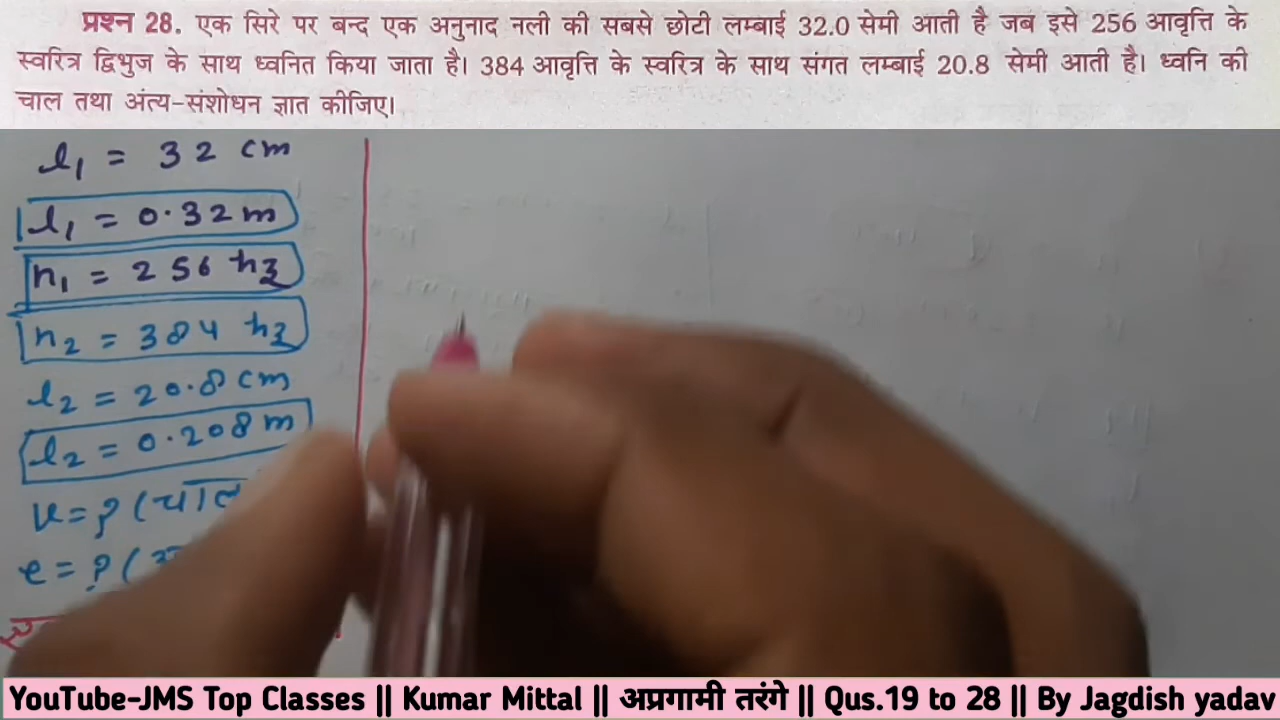 प्रश्न 28. एक सिरे पर बन्द एक अनुनाद नली की सबसे छोटी लम्बाई 32.0 सेमी आती है जब इसे 256 आवृत्ति के
स्वरित्र द्विभुज के साथ ध्वनित किया जाता है। 384 आवृत्ति के स्वरित्र के साथ संगत लम्बाई 20.8 सेमी आती है। ध्वनि की
चाल तथा अंत्य-संशोधन ज्ञात कीजिए।
l₁ = 32 cm
l₁ = 0.32 m
n₁ = 256 hz
n₂ = 384 hz
l₂ = 20.8 cm
l₂ = 0.208 m
v = ? (चाल
e = ? (
YouTube-JMS Top Classes || Kumar Mittal || अप्रगामी तरंगे || Qus.19 to 28 || By Jagdish yadav